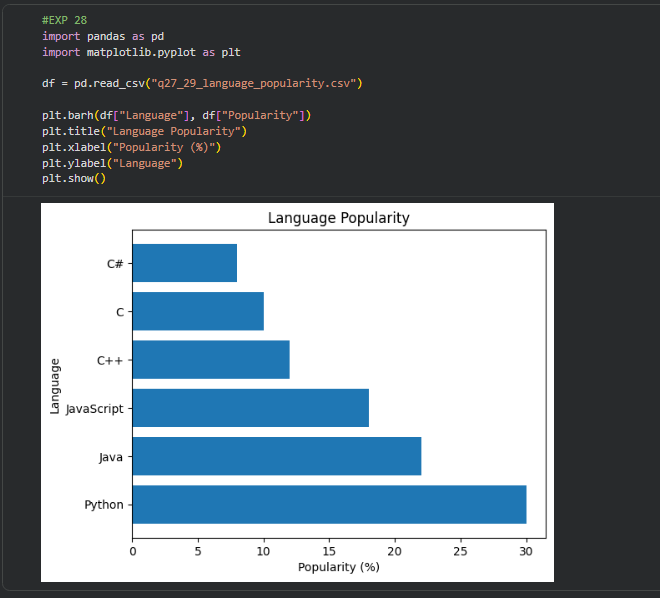 #EXP 28
import pandas as pd
import matplotlib.pyplot as plt
df = pd.read_csv("q27_29_language_popularity.csv")
plt.barh(df["Language"], df["Popularity"])
plt.title("Language Popularity")
plt.xlabel("Popularity (%)")
plt.ylabel("Language")
plt.show()
Language Popularity
C#
C
C++
JavaScript
Java
Python
Language
0 5 10 15 20 25 30
Popularity (%)